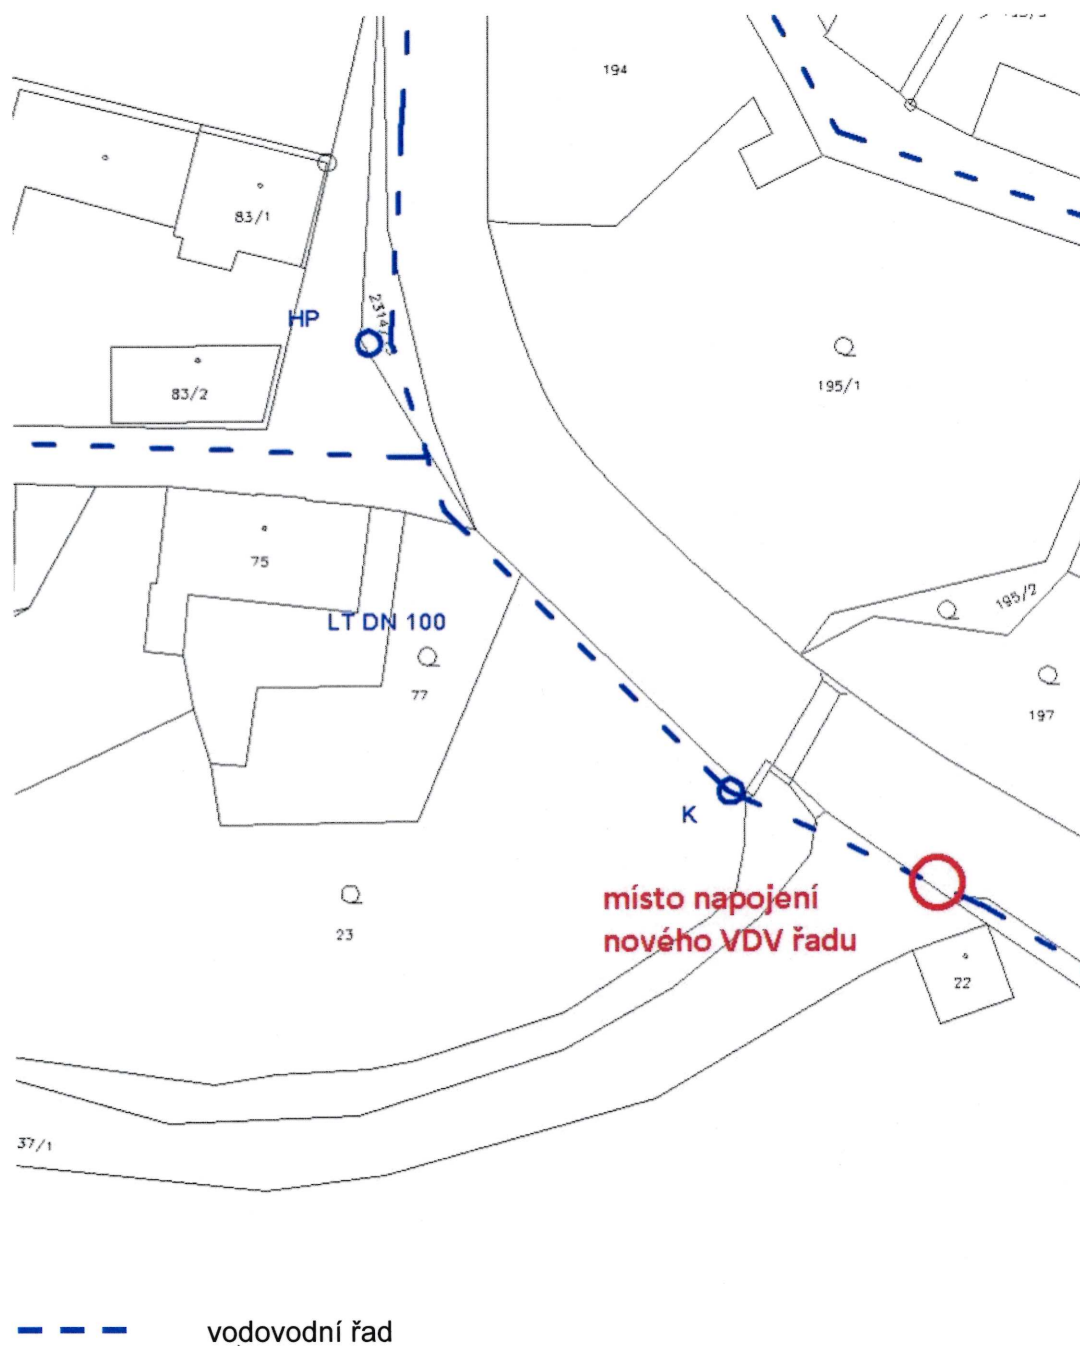 194
83/1
HP
83/2
195/1
75
195/2
LT DN 100
77
197
K
místo napojení
nového VDV řadu
23
22
37/1
vodovodní řad